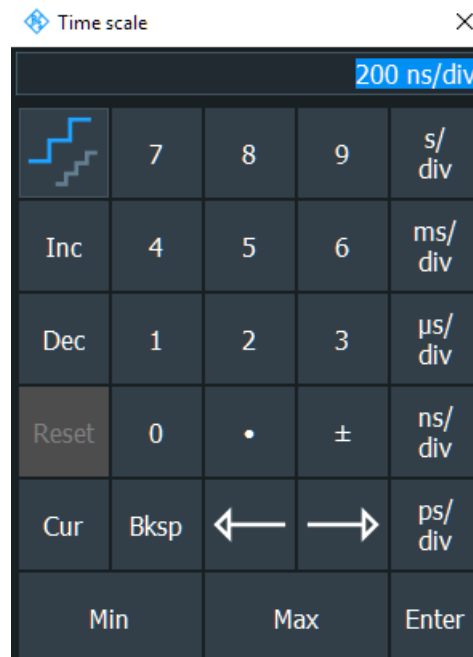 Time scale
200 ns/div
7 8 9 s/
div
Inc 4 5 6 ms/
div
Dec 1 2 3 µs/
div
Reset 0 • ± ns/
div
Cur Bksp ps/
div
Min Max Enter